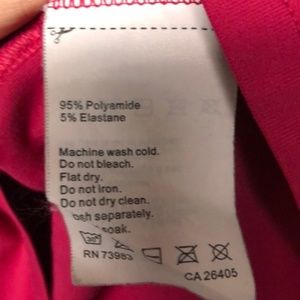 95% Polyamide
5% Elastane
Machine wash cold.
Do not bleach.
Flat dry.
Do not iron.
Do not dry clean.
separately.
soak.
30
CA 26405